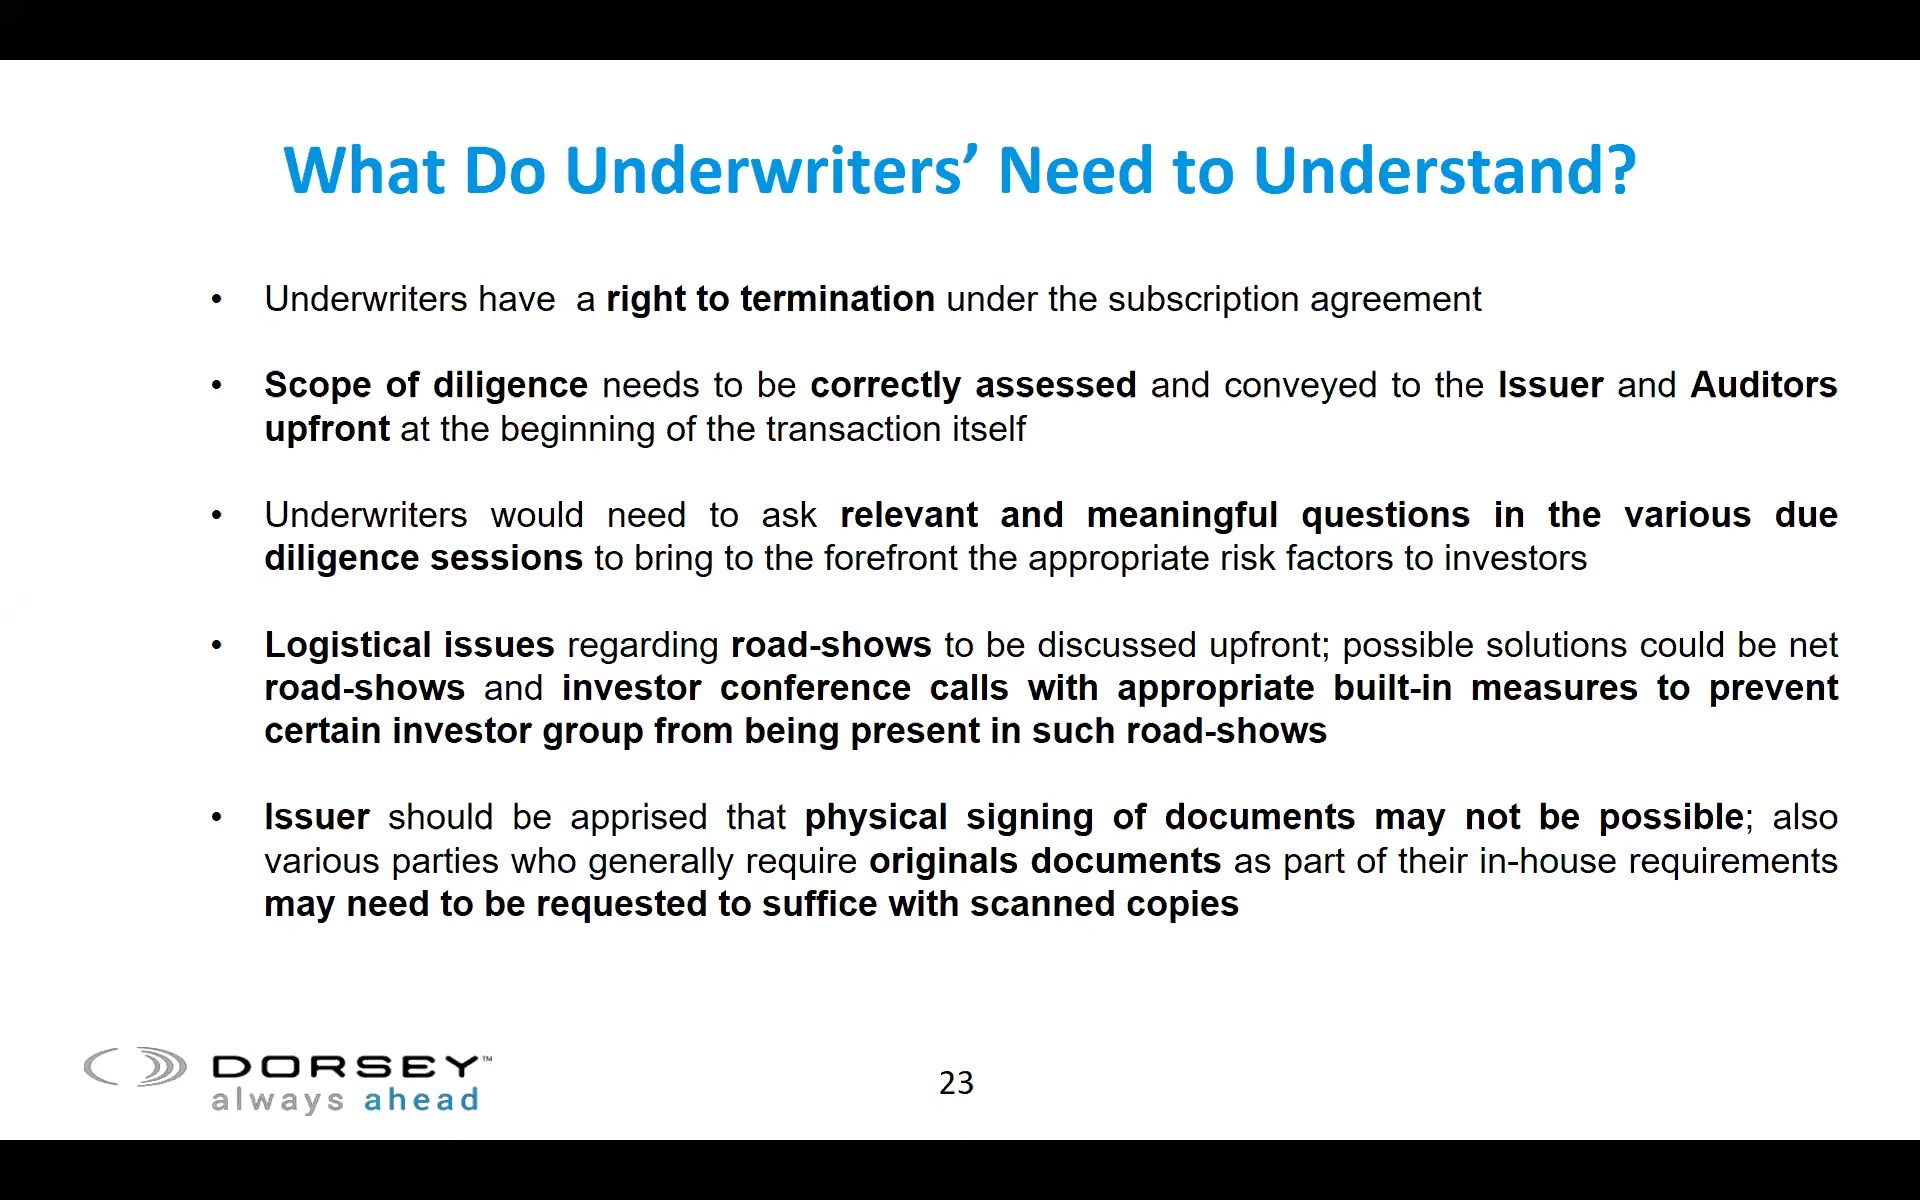 What Do Underwriters’ Need to Understand?
• Underwriters have  a right to termination under the subscription agreement
• Scope of diligence needs to be correctly assessed and conveyed to the Issuer and Auditors
upfront at the beginning of the transaction itself
• Underwriters would need to ask relevant and meaningful questions in the various due
diligence sessions to bring to the forefront the appropriate risk factors to investors
• Logistical issues regarding road-shows to be discussed upfront; possible solutions could be net
road-shows and investor conference calls with appropriate built-in measures to prevent
certain investor group from being present in such road-shows
• Issuer should be apprised that physical signing of documents may not be possible; also
various parties who generally require originals documents as part of their in-house requirements
may need to be requested to suffice with scanned copies
DORSEY™
always ahead
23